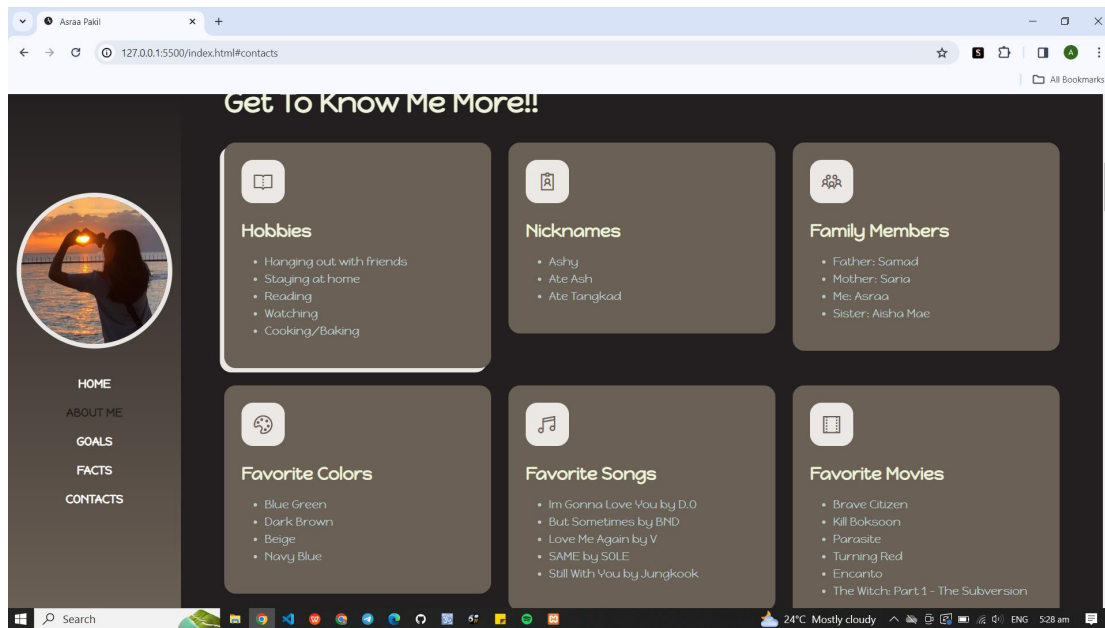 Asraa Pakil
127.0.0.1:5500/index.html#contacts
S
A
All Bookmarks
Get To Know Me More!!
HOME
ABOUT ME
GOALS
FACTS
CONTACTS
Hobbies
Hanging out with friends
Staying at home
Reading
Watching
Cooking/Baking
Nicknames
Ashy
Ate Ash
Ate Tangkad
Family Members
Father: Samad
Mother: Saria
Me: Asraa
Sister: Aisha Mae
Favorite Colors
Blue Green
Dark Brown
Beige
Navy Blue
Favorite Songs
Im Gonna Love You by D.O
But Sometimes by BND
Love Me Again by V
SAME by SOLE
Still With You by Jungkook
Favorite Movies
Brave Citizen
Kill Boksoon
Parasite
Turning Red
Encanto
The Witch: Part 1 - The Subversion
Search
24°C Mostly cloudy
ENG
5:28 am